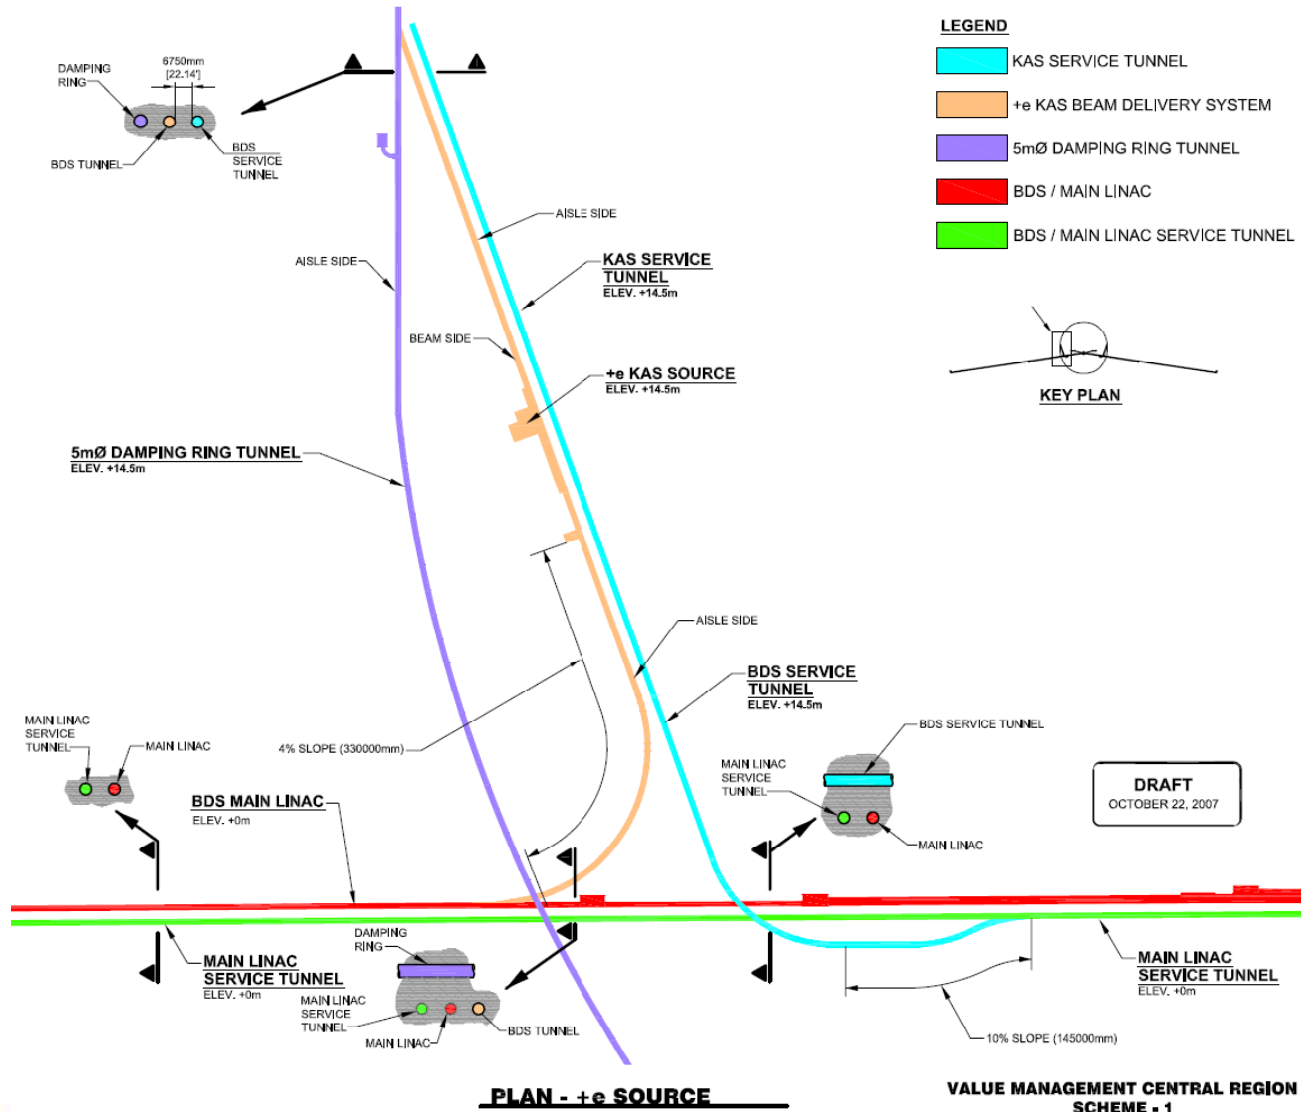 LEGEND
KAS SERVICE TUNNEL
+e KAS BEAM DELIVERY SYSTEM
5mØ DAMPING RING TUNNEL
BDS / MAIN LINAC
BDS / MAIN LINAC SERVICE TUNNEL
KEY PLAN
6750mm
[22.14']
DAMPING
RING
BDS TUNNEL
BDS
SERVICE
TUNNEL
AISLE SIDE
AISLE SIDE
KAS SERVICE
TUNNEL
ELEV. +14.5m
BEAM SIDE
+e KAS SOURCE
ELEV. +14.5m
5mØ DAMPING RING TUNNEL
ELEV. +14.5m
AISLE SIDE
BDS SERVICE
TUNNEL
ELEV. +14.5m
4% SLOPE (330000mm)
MAIN LINAC
SERVICE
TUNNEL
MAIN LINAC
BDS MAIN LINAC
ELEV. +0m
BDS SERVICE TUNNEL
MAIN LINAC
SERVICE
TUNNEL
MAIN LINAC
DRAFT
OCTOBER 22, 2007
MAIN LINAC
SERVICE TUNNEL
ELEV. +0m
DAMPING
RING
MAIN LINAC
SERVICE
TUNNEL
MAIN LINAC
BDS TUNNEL
MAIN LINAC
SERVICE TUNNEL
ELEV. +0m
10% SLOPE (145000mm)
PLAN - +e SOURCE
VALUE MANAGEMENT CENTRAL REGION
SCHEME - 1